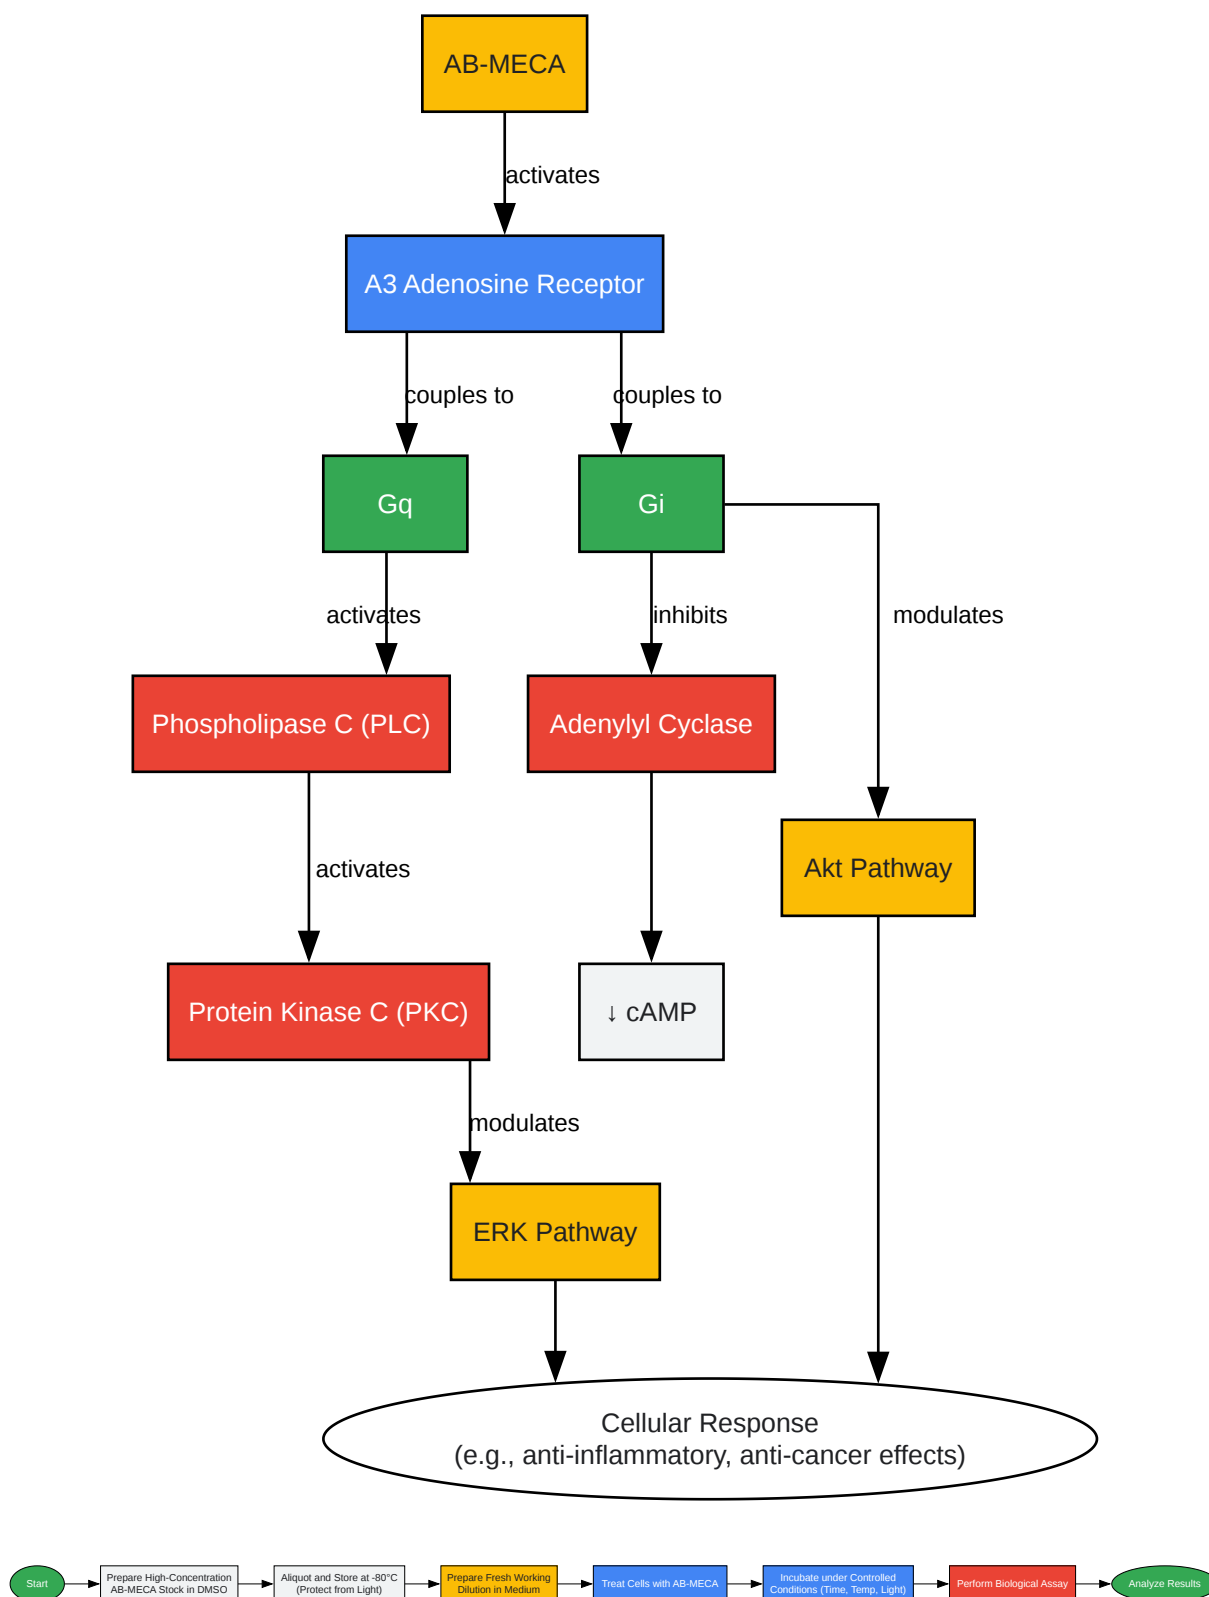 AB-MECA
activates
A3 Adenosine Receptor
couples to
couples to
Gq
Gi
activates
inhibits
modulates
Phospholipase C (PLC)
Adenylyl Cyclase
activates
Akt Pathway
Protein Kinase C (PKC)
↓ cAMP
modulates
ERK Pathway
Cellular Response
(e.g., anti-inflammatory, anti-cancer effects)
Start
Prepare High-Concentration
AB-MECA Stock in DMSO
Aliquot and Store at -80°C
(Protect from Light)
Prepare Fresh Working
Dilution in Medium
Treat Cells with AB-MECA
Incubate under Controlled
Conditions (Time, Temp, Light)
Perform Biological Assay
Analyze Results